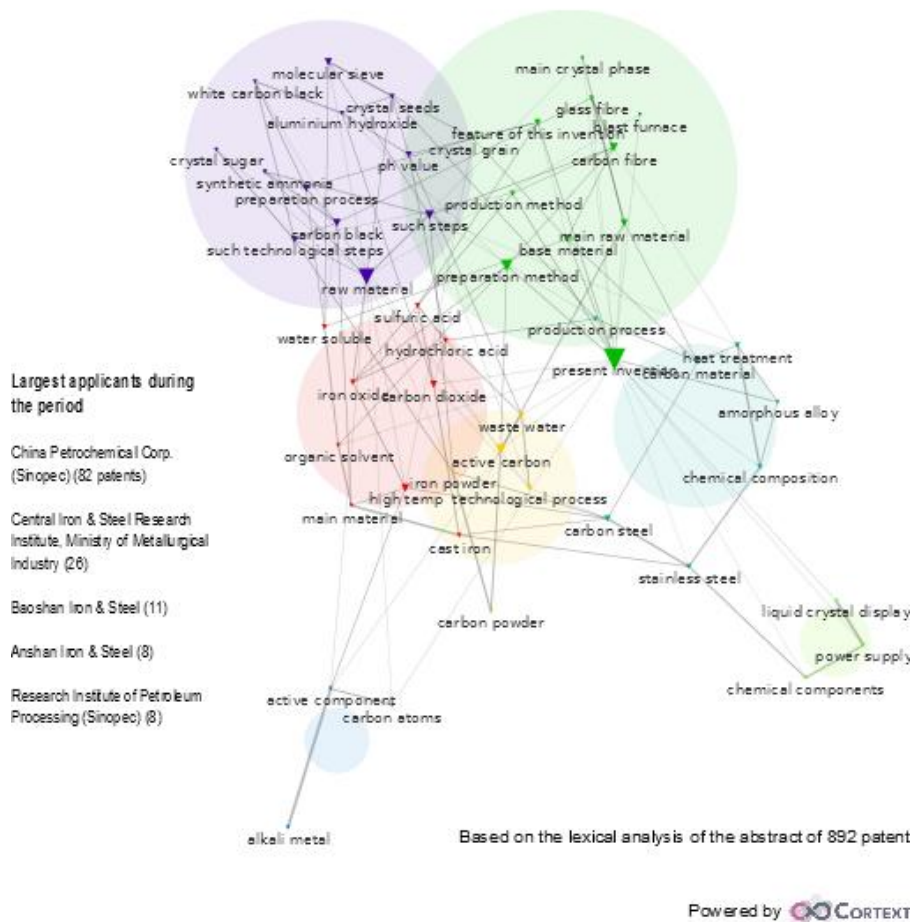 main crystal phase
molecular sieve
white carbon black
crystal seeds
glass fibre
aluminium hydroxide
feature of this invention
blast furnace
crystal grain
crystal sugar
ph value
carbon fibre
synthetic ammonia
preparation process
production method
such steps
carbon black
main raw material
such technological steps
base material
preparation method
raw material
sulfuric acid
water soluble
production process
hydrochloric acid
heat treatment
present invention
carbon material
Largest applicants during
the period
iron oxide
carbon dioxide
amorphous alloy
waste water
organic solvent
active carbon
China Petrochemical Corp.
(Sinopec) (82 patents)
chemical composition
iron powder
high temp
technological process
main material
carbon steel
Central Iron & Steel Research
Institute, Ministry of Metallurgical
Industry (26)
cast iron
stainless steel
Baoshan Iron & Steel (11)
liquid crystal display
carbon powder
Anshan Iron & Steel (8)
power supply
chemical components
Research Institute of Petroleum
Processing (Sinopec) (8)
active component
carbon atoms
alkali metal
Based on the lexical analysis of the abstract of 892 patent
Powered by CORTEXT